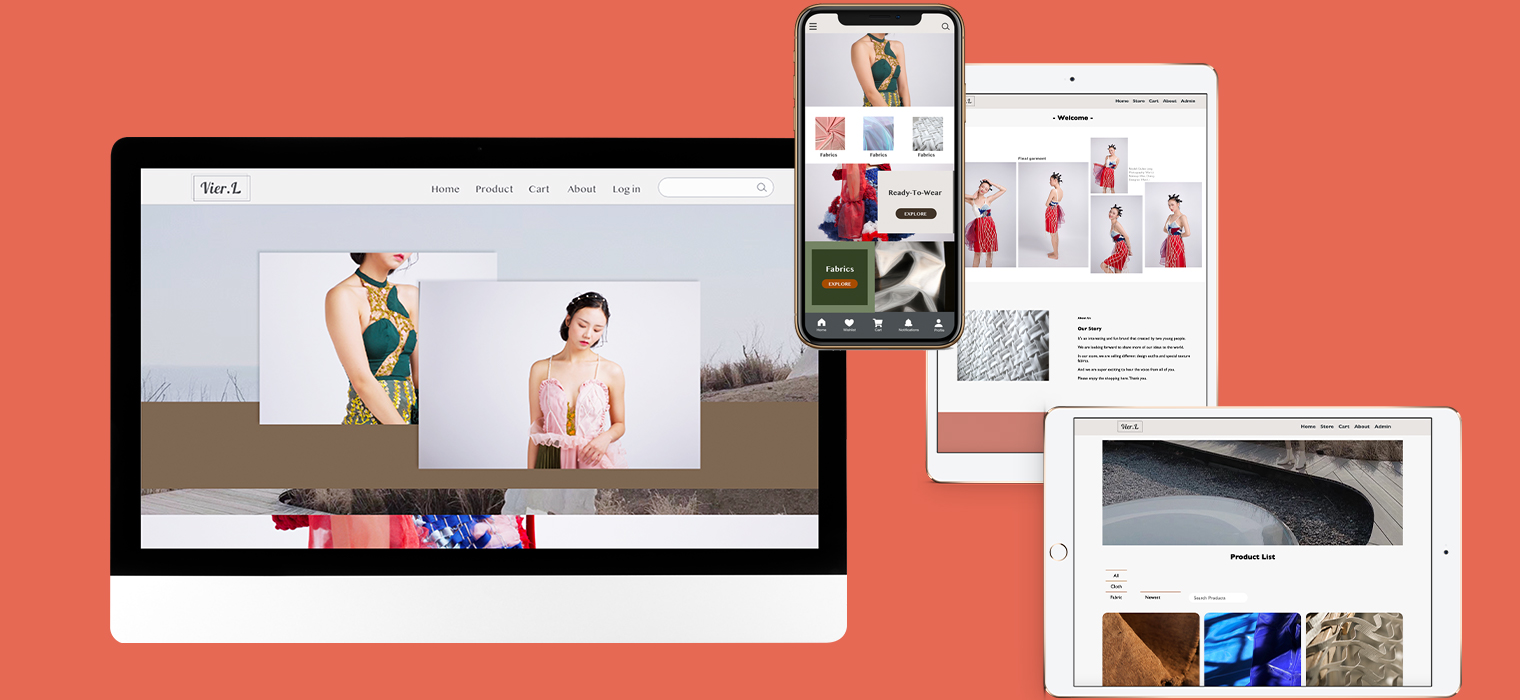 Vier.L
Home Product Cart About Log in
Fabrics Fabrics Fabrics
Ready-To-Wear
EXPLORE
Fabrics
EXPLORE
Home Wishlist Cart Notifications Profile
Home Store Cart About Admin
- Welcome -
Pleat garment
About Us
Our Story
It's an interesting and fun brand that created by two young people.
We are looking forward to share more of our ideas to the world.
In our store, we are selling different design outfits and special texture
fabrics.
And we are super exciting to hear the voice from all of you.
Please enjoy the shopping here. Thank you.
Vier.L
Home Store Cart About Admin
Product List
All
Cloth
Fabric
Newest
Search Products